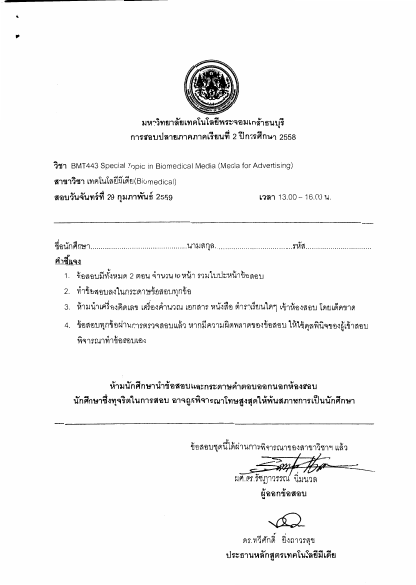 มหาวิทยาลัยเทคโนโลยีพระจอมเกล้าธนบุรี
การสอบปลายภาคภาคเรียนที่ 2 ปีการศึกษา 2558
วิชา BMT443 Special Topic in Biomedical Media (Media for Advertising)
สาขาวิชา เทคโนโลยีมีเดีย(Biomedical)
สอบวันจันทร์ที่ 29 กุมภาพันธ์ 2559 เวลา 13.00 – 16.00 น.
ชื่อนักศึกษา................................นามสกุล..............................รหัส..........................
คำชี้แจง
1. ข้อสอบมีทั้งหมด 2 ตอน จำนวน หน้า รวมใบปะหน้าข้อสอบ
2. ทำข้อสอบลงในกระดาษข้อสอบทุกข้อ
3. ห้ามนำเครื่องคิดเลข เครื่องคำนวณ เอกสาร หนังสือ ตำราเรียนใดๆ เข้าห้องสอบ โดยเด็ดขาด
4. ข้อสอบทุกข้อผ่านการตรวจสอบแล้ว หากมีความผิดพลาดของข้อสอบ ให้ใช้ดุลพินิจของผู้เข้าสอบ
พิจารณาทำข้อสอบเอง
ห้ามนักศึกษานำข้อสอบและกระดาษคำตอบออกนอกห้องสอบ
นักศึกษาซึ่งทุจริตในการสอบ อาจถูกพิจารณาโทษสูงสุดให้พ้นสภาพการเป็นนักศึกษา
ข้อสอบชุดนี้ได้ผ่านการพิจารณาของสาขาวิชาฯ แล้ว
ผศ.ดร. นิ่มนวล
ผู้ออกข้อสอบ
ดร.ทวีศักดิ์ ยิ่งถาวรสุข
ประธานหลักสูตรเทคโนโลยีมีเดีย